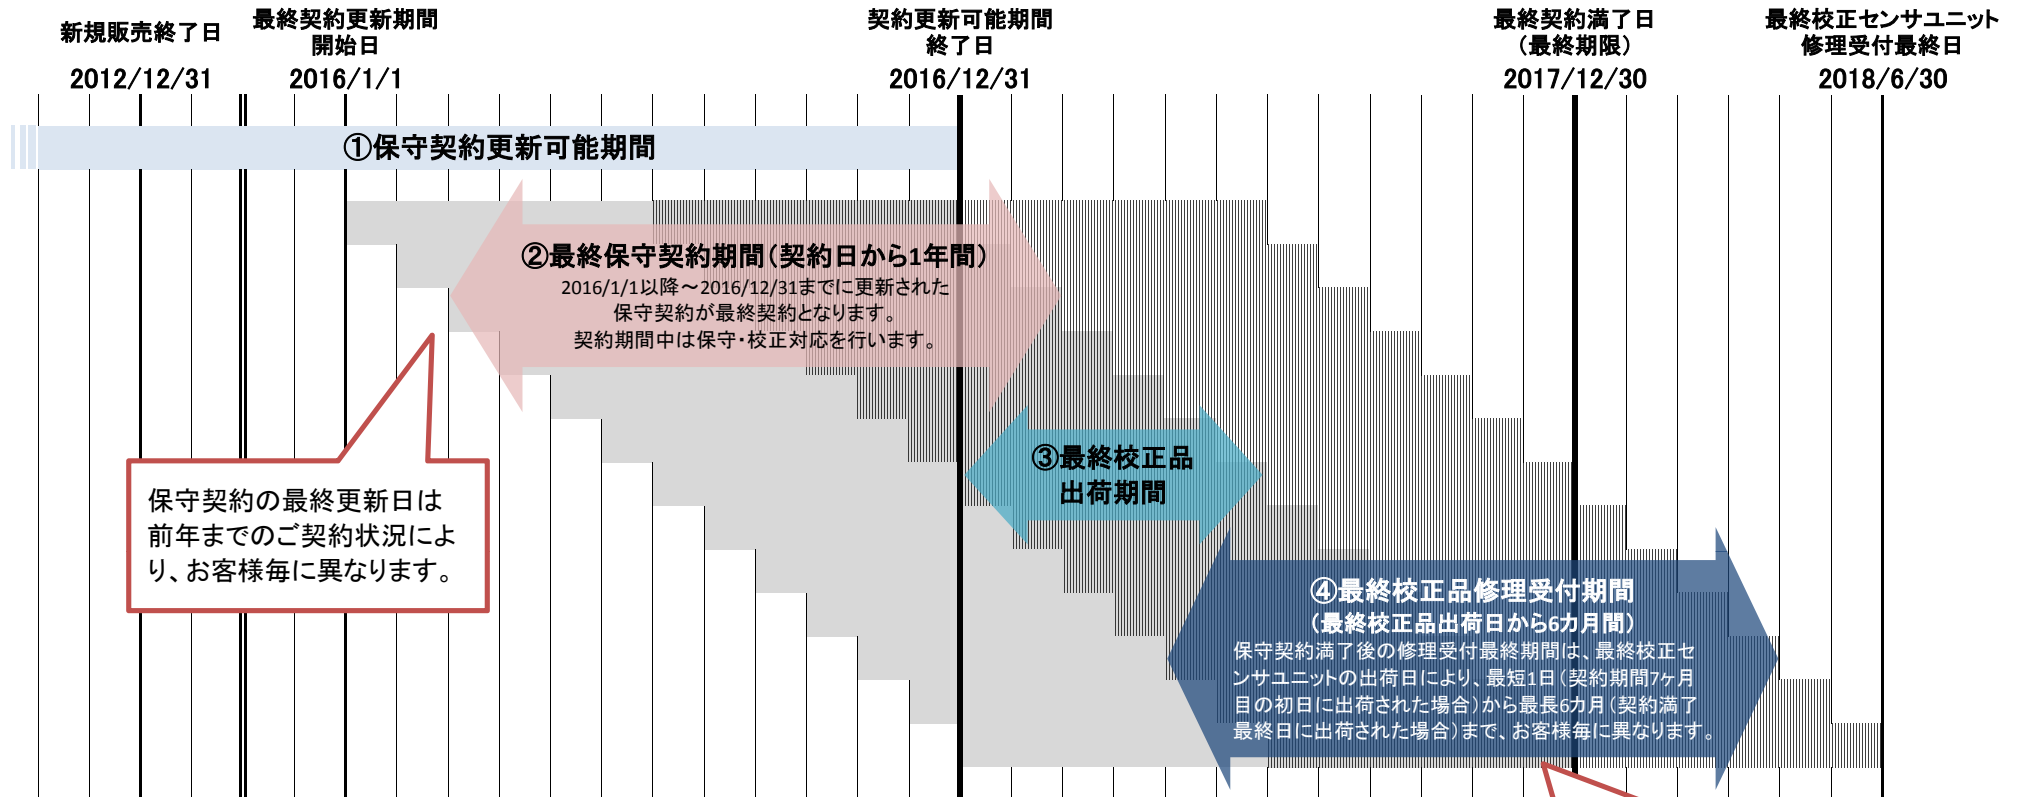 新規販売終了日
2012/12/31
最終契約更新期間
開始日
2016/1/1
契約更新可能期間
終了日
2016/12/31
最終契約満了日
（最終期限）
2017/12/30
最終校正センサユニット
修理受付最終日
2018/6/30
①保守契約更新可能期間
②最終保守契約期間（契約日から1年間）
2016/1/1以降～2016/12/31までに更新された
保守契約が最終契約となります。
契約期間中は保守・校正対応を行います。
③最終校正品
出荷期間
保守契約の最終更新日は
前年までのご契約状況によ
り、お客様毎に異なります。
④最終校正品修理受付期間
（最終校正品出荷日から6カ月間）
保守契約満了後の修理受付最終期間は、最終校正セ
ンサユニットの出荷日により、最短1日（契約期間7ヶ月
目の初日に出荷された場合）から最長6カ月（契約満了
最終日に出荷された場合）まで、お客様毎に異なります。